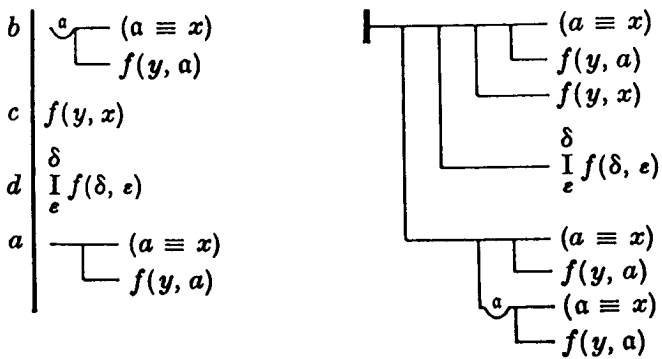 b 𝔞 (𝔞 ≡ x)
f(y, 𝔞)
c f(y, x)
δ
d I f(δ, ε)
ε
a (a ≡ x)
f(y, a)
(a ≡ x)
f(y, a)
f(y, x)
δ
I f(δ, ε)
ε
(a ≡ x)
f(y, a)
𝔞 (𝔞 ≡ x)
f(y, 𝔞)